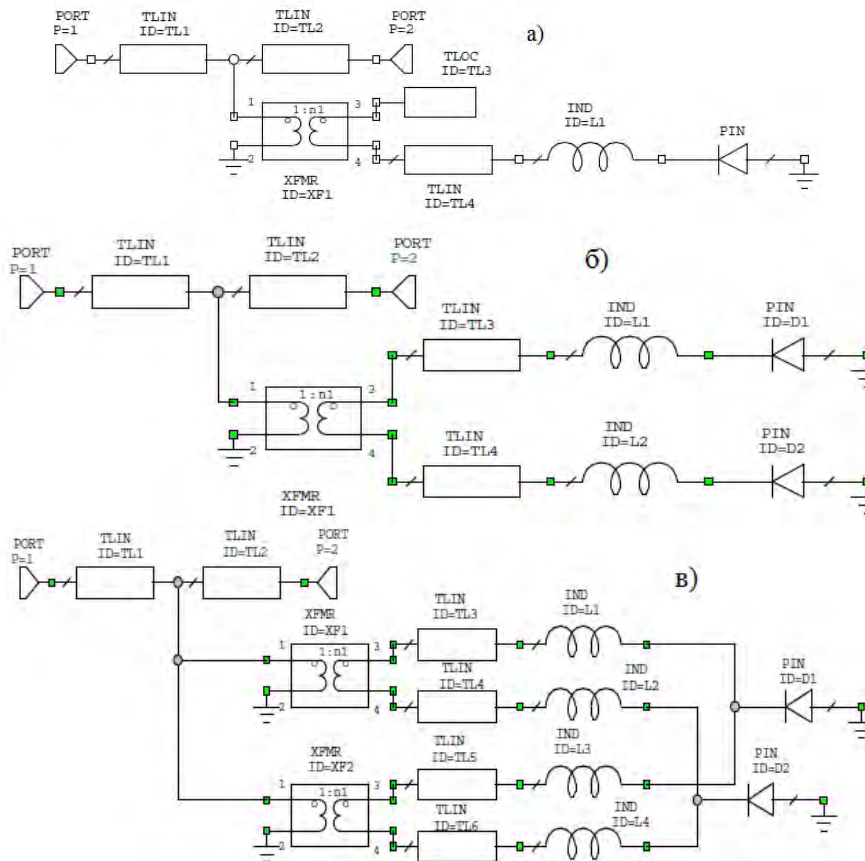 PORT
P=1
TLIN
ID=TL1
TLIN
ID=TL2
PORT
P=2
а)
TLOC
ID=TL3
1
1:n1
3
2
4
XFMR
ID=XF1
TLIN
ID=TL4
IND
ID=L1
PIN
PORT
P=1
TLIN
ID=TL1
TLIN
ID=TL2
PORT
P=2
б)
TLIN
ID=TL3
IND
ID=L1
PIN
ID=D1
1
1:n1
3
2
4
XFMR
ID=XF1
TLIN
ID=TL4
IND
ID=L2
PIN
ID=D2
PORT
P=1
TLIN
ID=TL1
TLIN
ID=TL2
PORT
P=2
в)
XFMR
ID=XF1
1
1:n1
3
2
4
TLIN
ID=TL3
IND
ID=L1
TLIN
ID=TL4
IND
ID=L2
PIN
ID=D1
XFMR
ID=XF2
1
1:n1
3
2
4
TLIN
ID=TL5
IND
ID=L3
PIN
ID=D2
TLIN
ID=TL6
IND
ID=L4